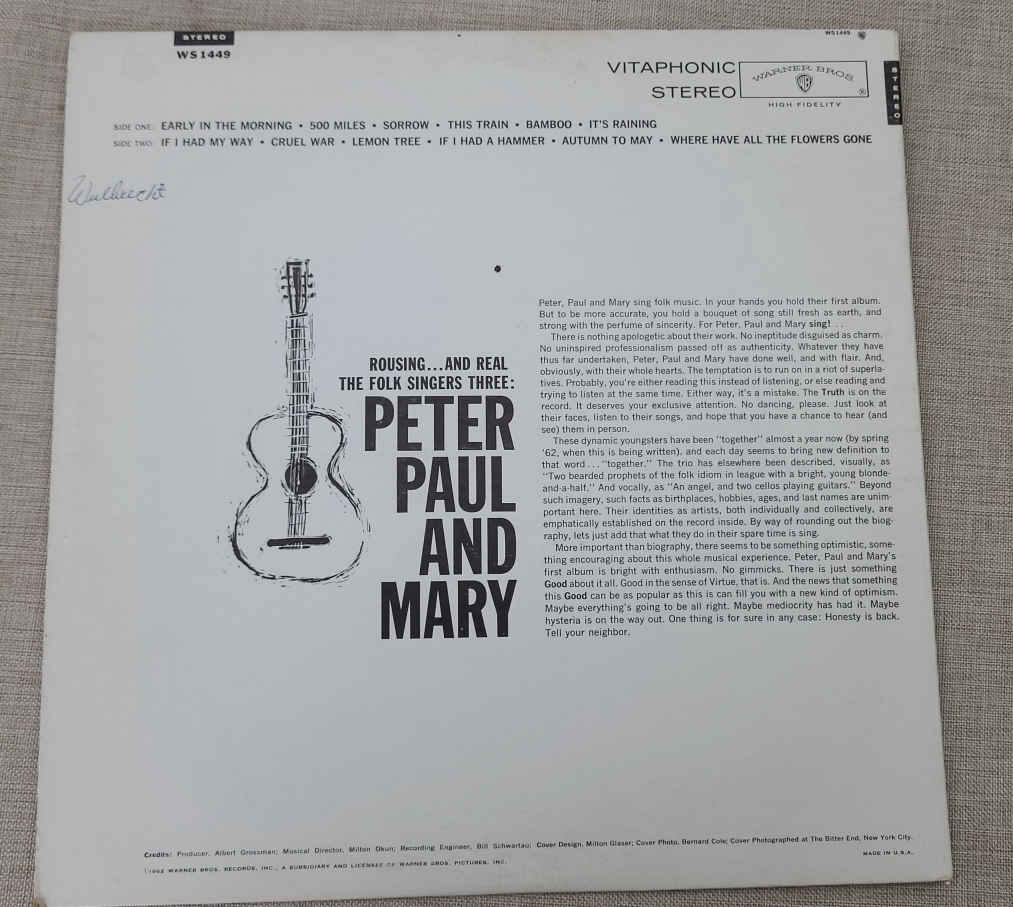 STEREO
WS 1449
WS 1449
VITAPHONIC
STEREO
WARNER BROS
WB
®
HIGH FIDELITY
STEREO
SIDE ONE: EARLY IN THE MORNING • 500 MILES • SORROW • THIS TRAIN • BAMBOO • IT'S RAINING
SIDE TWO: IF I HAD MY WAY • CRUEL WAR • LEMON TREE • IF I HAD A HAMMER • AUTUMN TO MAY • WHERE HAVE ALL THE FLOWERS GONE
ROUSING...AND REAL
THE FOLK SINGERS THREE:
PETER
PAUL
AND
MARY
Peter, Paul and Mary sing folk music. In your hands you hold their first album.
But to be more accurate, you hold a bouquet of song still fresh as earth, and
strong with the perfume of sincerity. For Peter, Paul and Mary sing! . .
There is nothing apologetic about their work. No ineptitude disguised as charm.
No uninspired professionalism passed off as authenticity. Whatever they have
thus far undertaken, Peter, Paul and Mary have done well, and with flair. And,
obviously, with their whole hearts. The temptation is to run on in a riot of superla-
tives. Probably, you're either reading this instead of listening, or else reading and
trying to listen at the same time. Either way, it's a mistake. The Truth is on the
record. It deserves your exclusive attention. No dancing, please. Just look at
their faces, listen to their songs, and hope that you have a chance to hear (and
see) them in person.
These dynamic youngsters have been "together" almost a year now (by spring
'62, when this is being written), and each day seems to bring new definition to
that word... "together." The trio has elsewhere been described, visually, as
"Two bearded prophets of the folk idiom in league with a bright, young blonde-
and-a-half." And vocally, as "An angel, and two cellos playing guitars." Beyond
such imagery, such facts as birthplaces, hobbies, ages, and last names are unim-
portant here. Their identities as artists, both individually and collectively, are
emphatically established on the record inside. By way of rounding out the biog-
raphy, lets just add that what they do in their spare time is sing.
More important than biography, there seems to be something optimistic, some-
thing encouraging about this whole musical experience. Peter, Paul and Mary's
first album is bright with enthusiasm. No gimmicks. There is just something
Good about it all. Good in the sense of Virtue, that is. And the news that something
this Good can be as popular as this is can fill you with a new kind of optimism.
Maybe everything's going to be all right. Maybe mediocrity has had it. Maybe
hysteria is on the way out. One thing is for sure in any case: Honesty is back.
Tell your neighbor.
Credits: Producer, Albert Grossman; Musical Director, Milton Okun; Recording Engineer, Bill Schwartau; Cover Design, Milton Glaser; Cover Photo, Bernard Cole; Cover Photographed at The Bitter End, New York City.
1962 WARNER BROS. RECORDS, INC., A SUBSIDIARY AND LICENSEE OF WARNER BROS. PICTURES, INC.
MADE IN U.S.A.